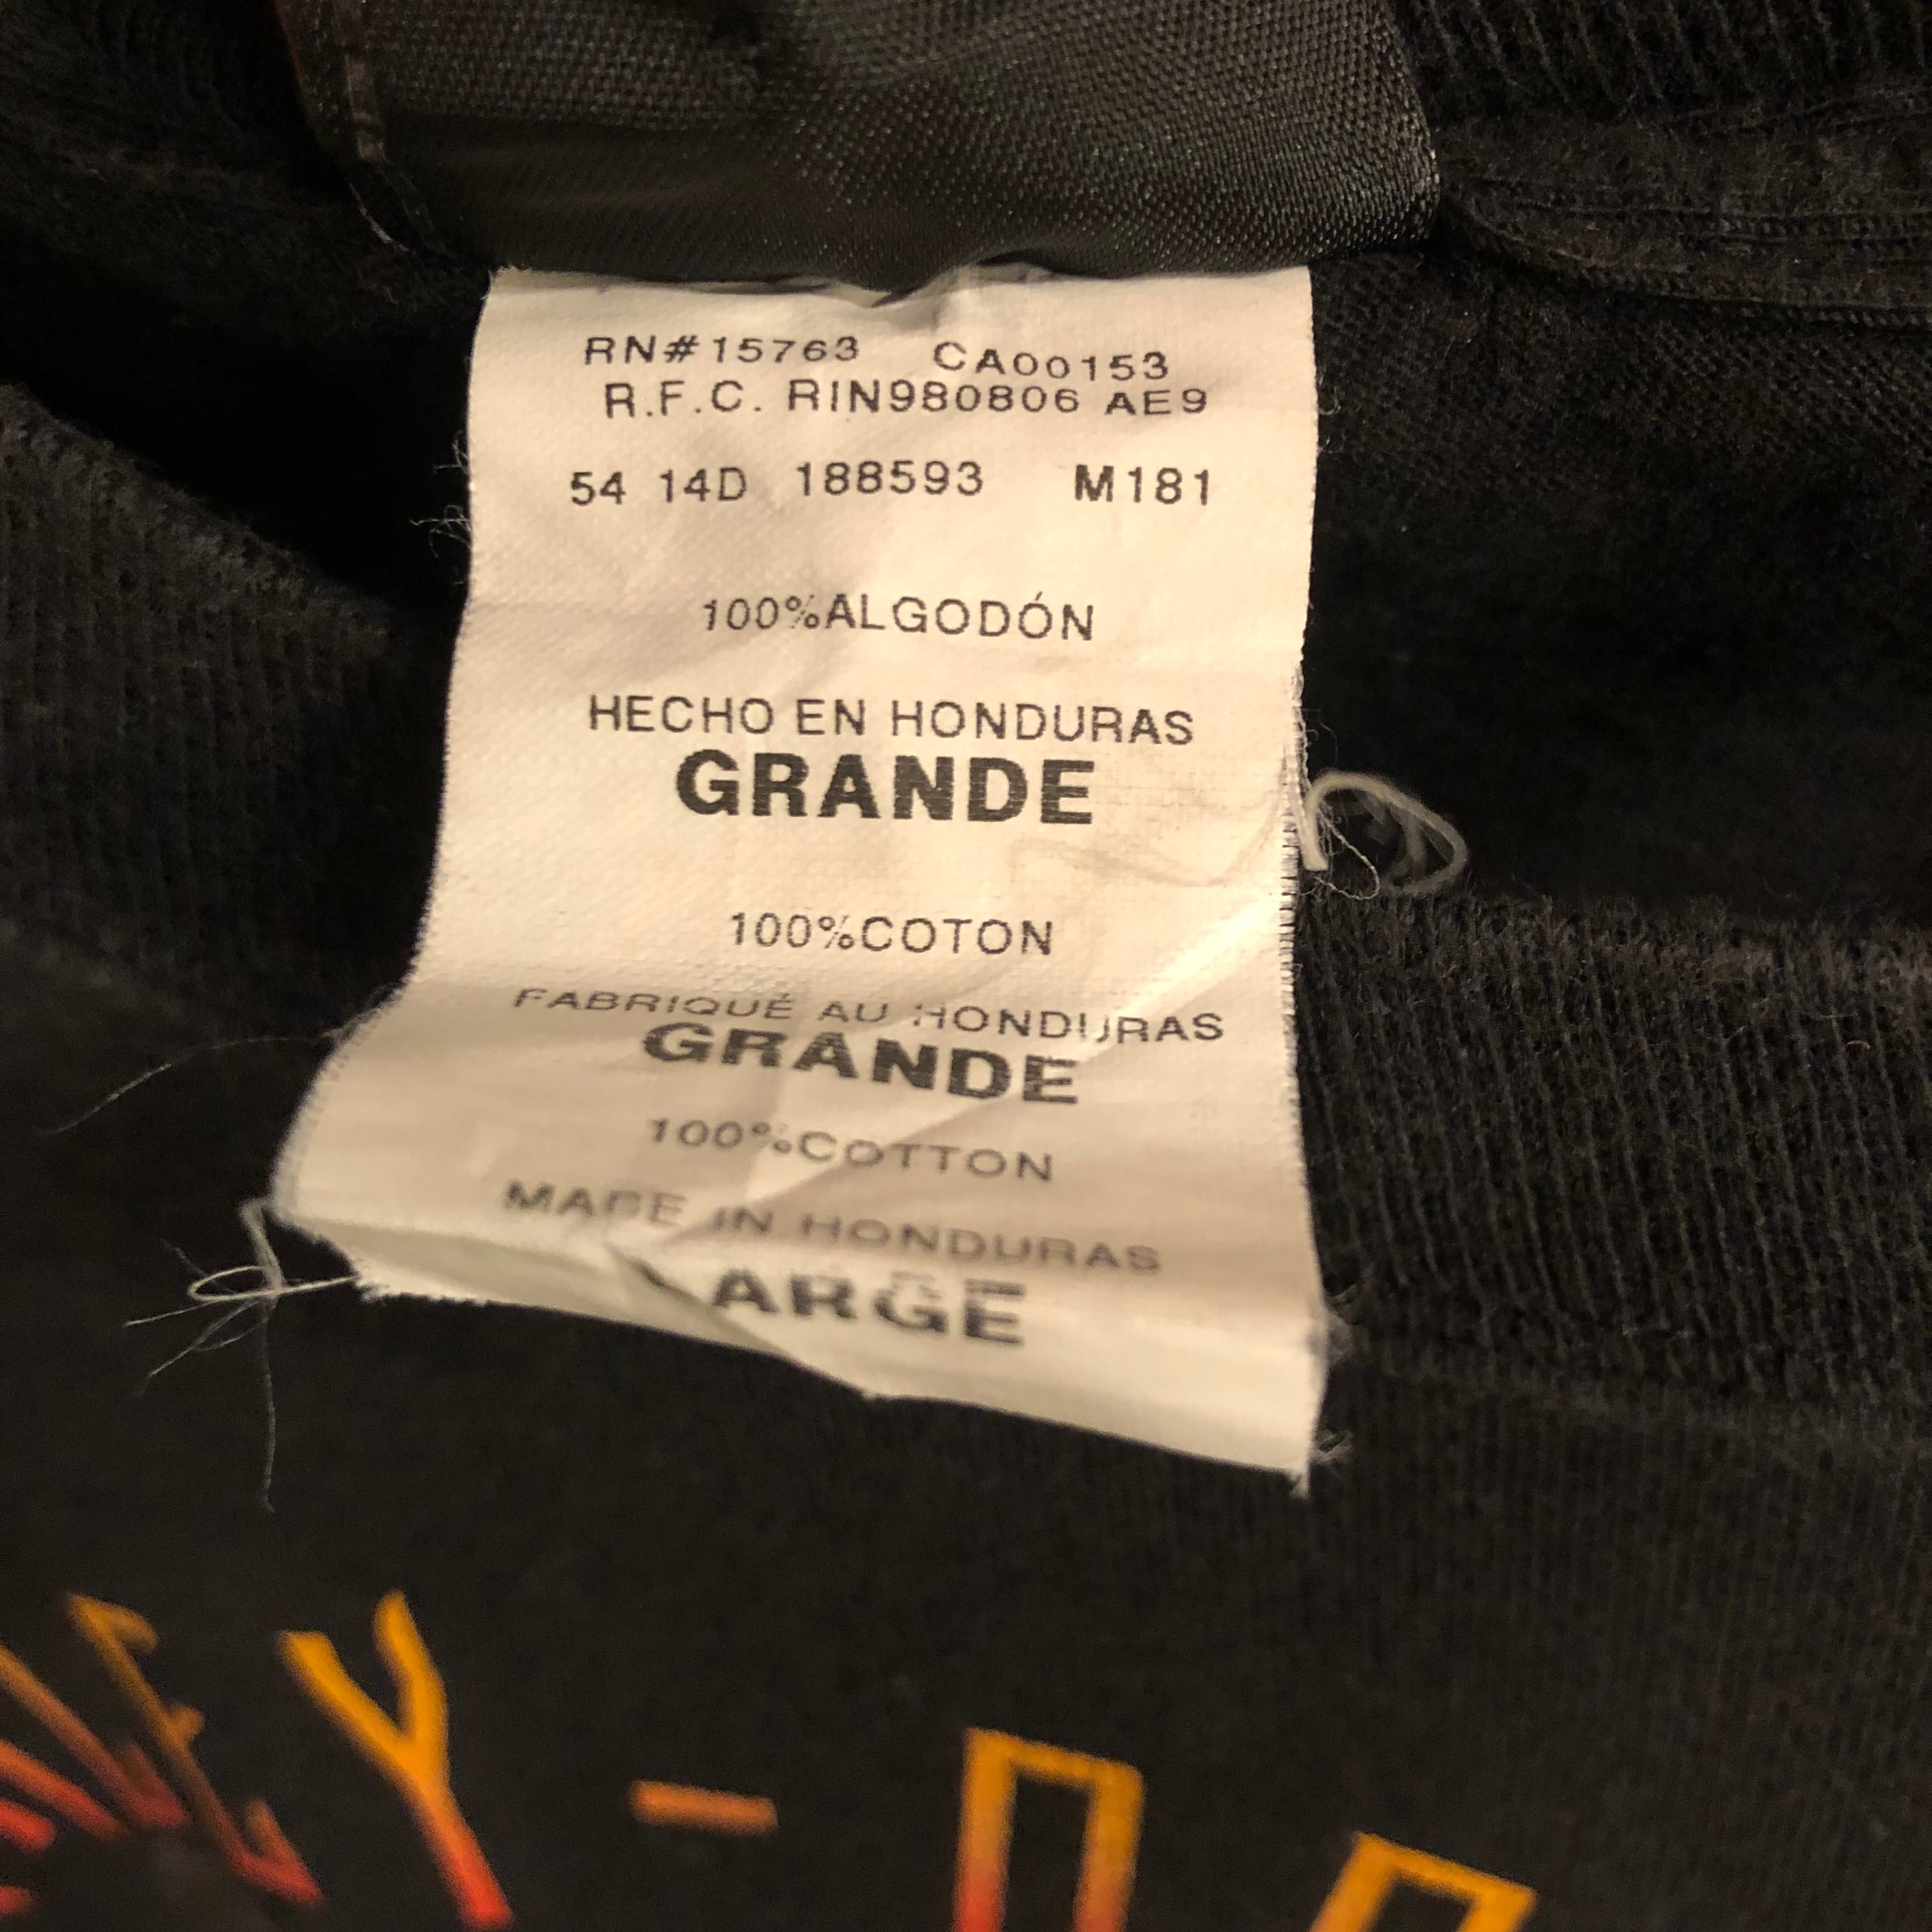 RN#15763 CA00153
R.F.C. RIN980806 AE9
54 14D 188593 M181
100%ALGODÓN
HECHO EN HONDURAS
GRANDE
100%COTON
FABRIQUÉ AU HONDURAS
GRANDE
100%COTTON
MADE IN HONDURAS
LARGE